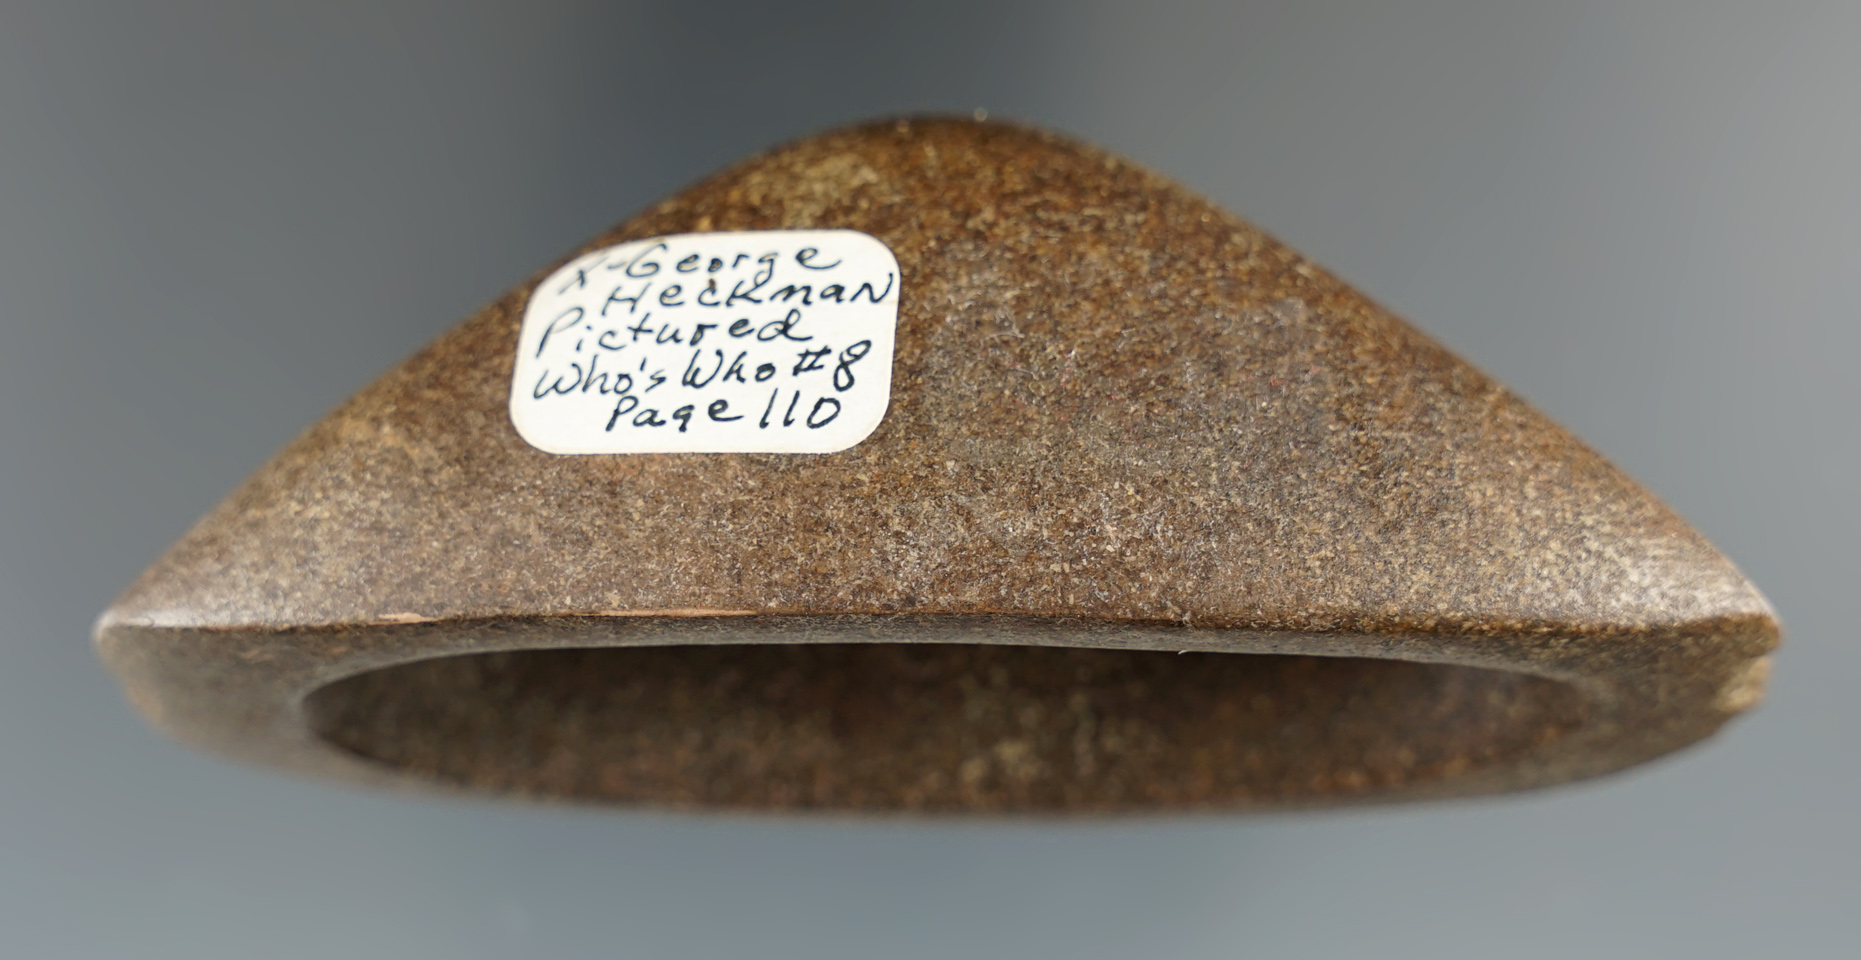 X-George
Heckman
Pictured
Who's Who #8
Page 110